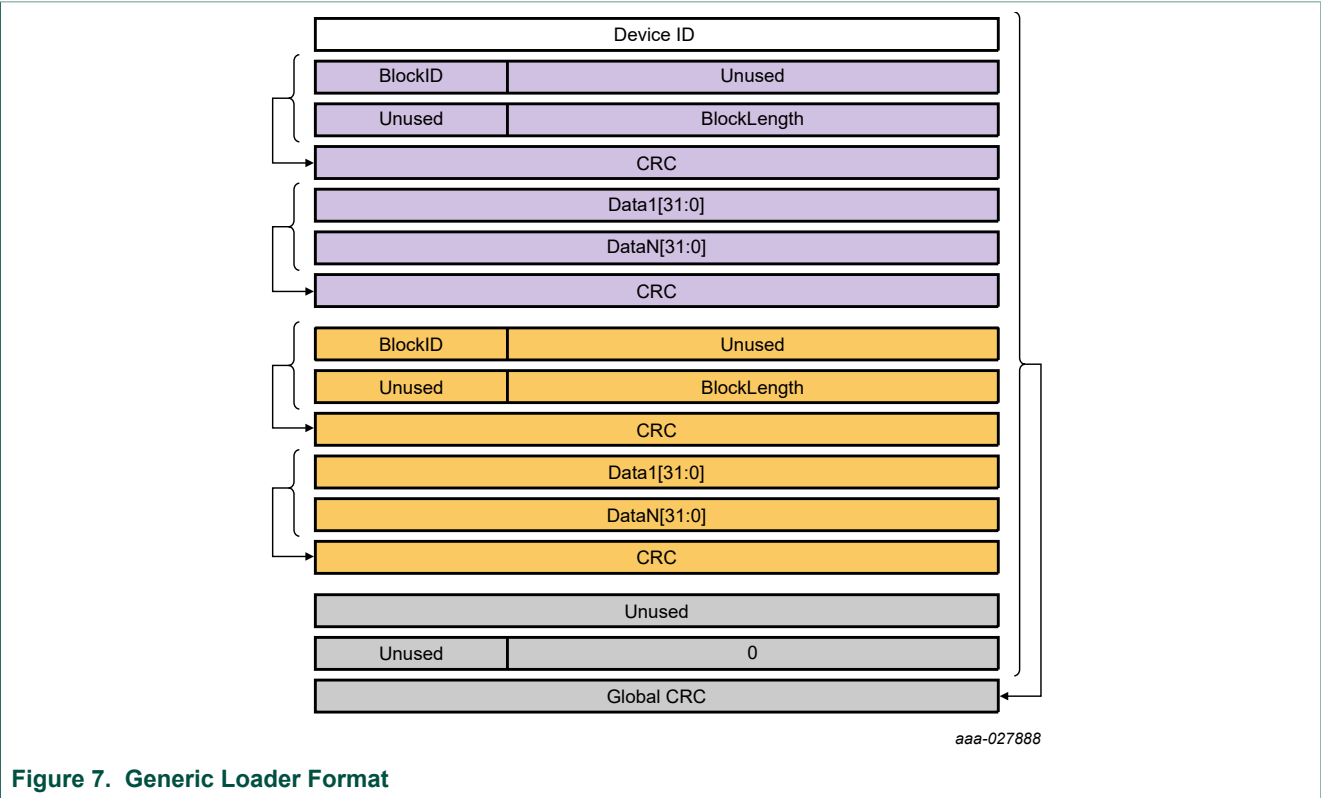 Device ID
BlockID Unused
Unused BlockLength
CRC
Data1[31:0]
DataN[31:0]
CRC
BlockID Unused
Unused BlockLength
CRC
Data1[31:0]
DataN[31:0]
CRC
Unused
Unused 0
Global CRC
aaa-027888
Figure 7. Generic Loader Format